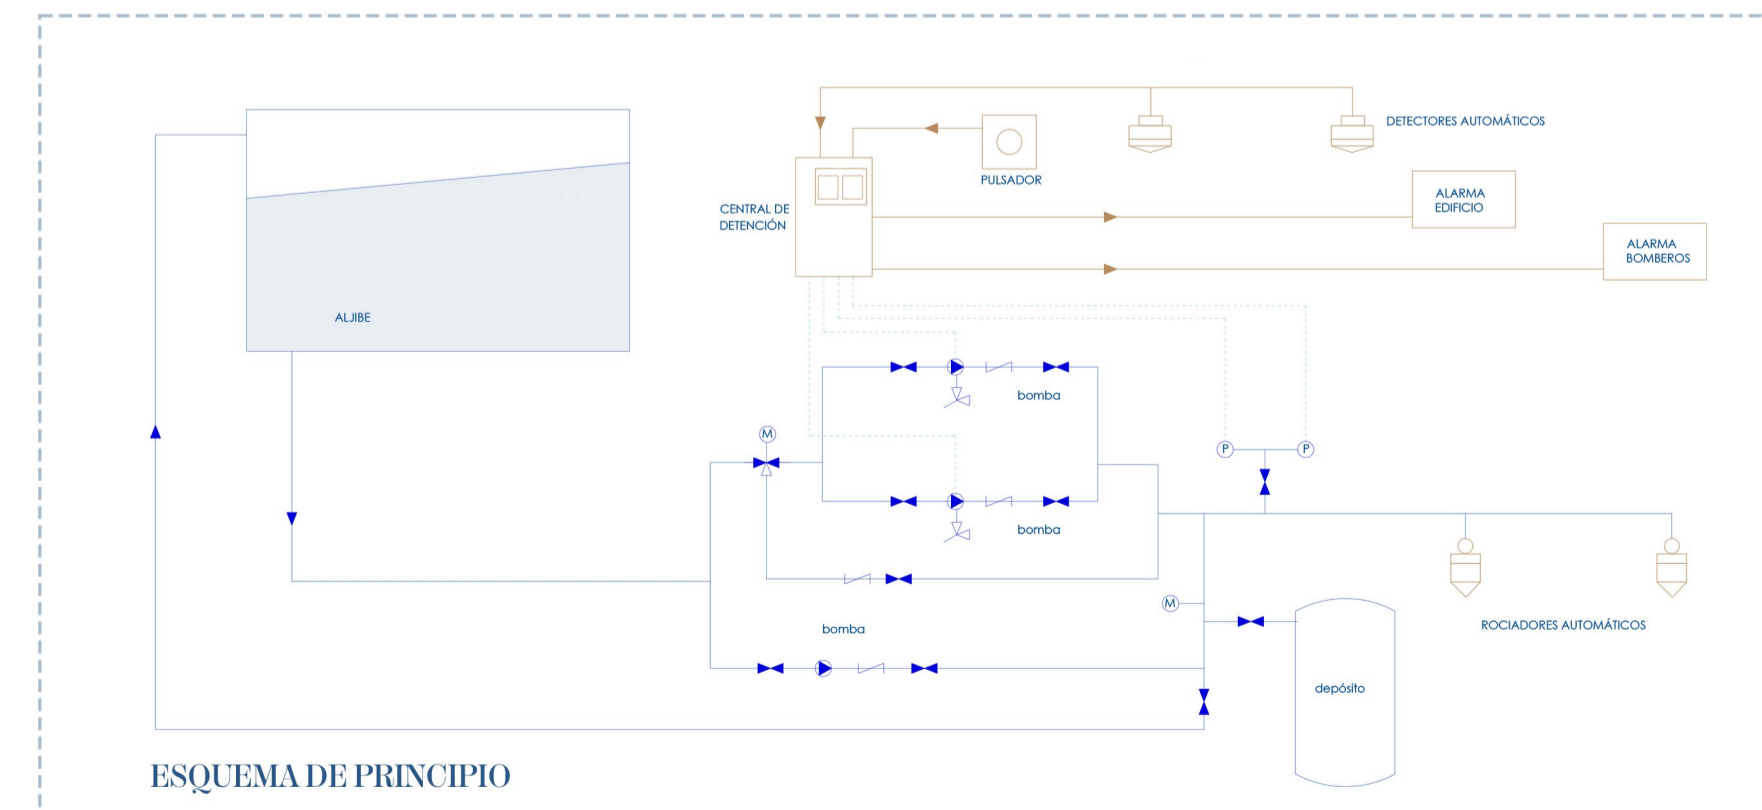 DETECTORES AUTOMÁTICOS
PULSADOR
ALARMA
EDIFICIO
CENTRAL DE
DETENCIÓN
ALARMA
BOMBEROS
ALJIBE
bomba
M
P
P
bomba
M
bomba
ROCIADORES AUTOMÁTICOS
depósito
ESQUEMA DE PRINCIPIO